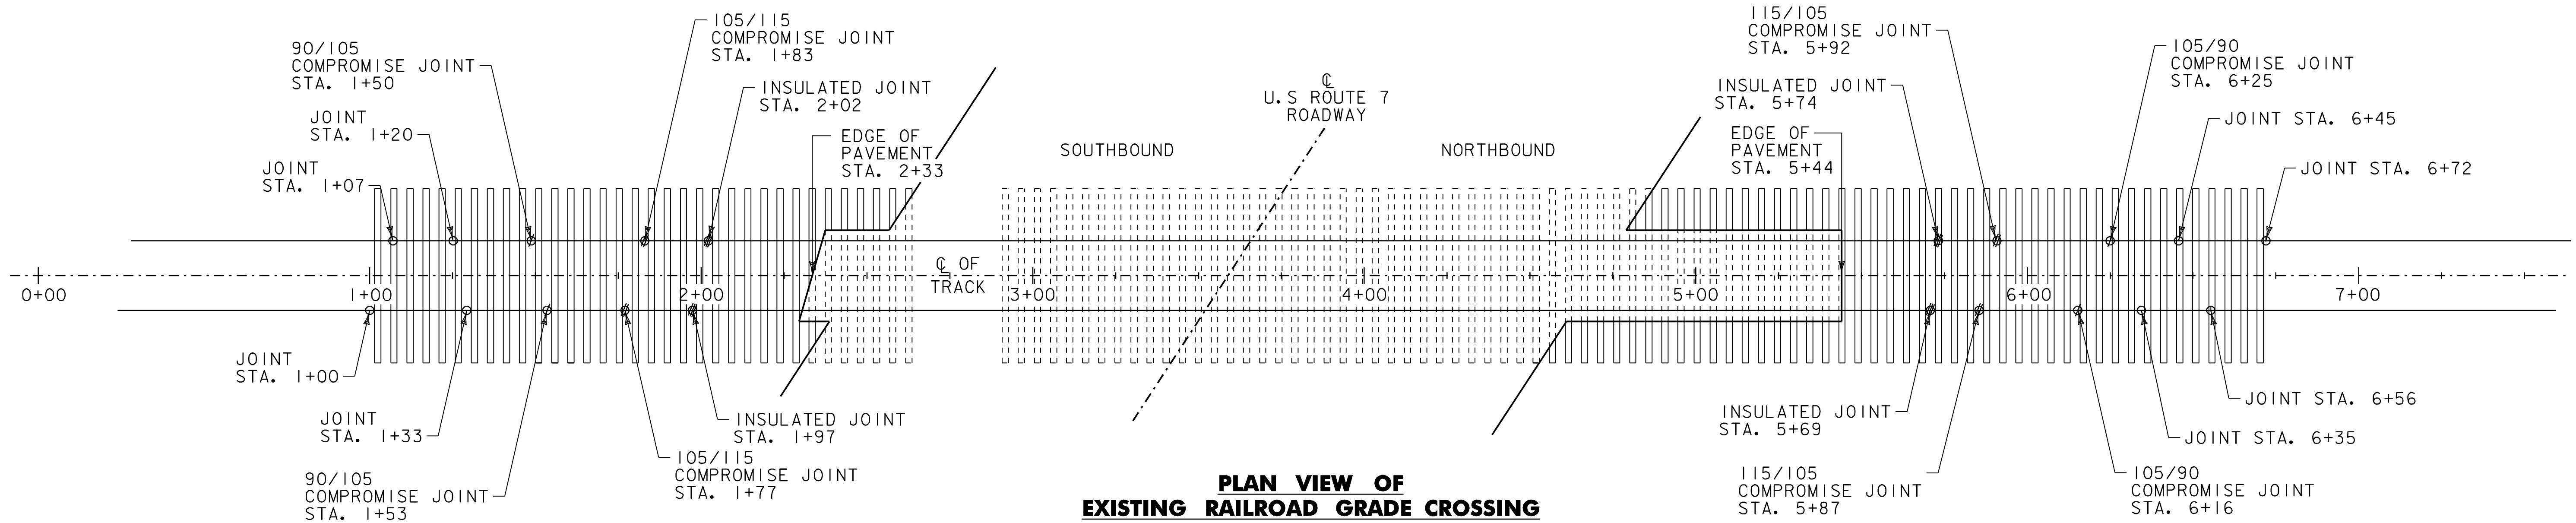 90/105
COMPROMISE JOINT
STA. 1+50
JOINT
STA. 1+20
JOINT
STA. 1+07
105/115
COMPROMISE JOINT
STA. 1+83
INSULATED JOINT
STA. 2+02
EDGE OF
PAVEMENT
STA. 2+33
SOUTHBOUND
℄
U.S ROUTE 7
ROADWAY
NORTHBOUND
115/105
COMPROMISE JOINT
STA. 5+92
INSULATED JOINT
STA. 5+74
EDGE OF
PAVEMENT
STA. 5+44
105/90
COMPROMISE JOINT
STA. 6+25
JOINT STA. 6+45
JOINT STA. 6+72
0+00
1+00
2+00
℄ OF
TRACK
3+00
4+00
5+00
6+00
7+00
JOINT
STA. 1+00
JOINT
STA. 1+33
90/105
COMPROMISE JOINT
STA. 1+53
INSULATED JOINT
STA. 1+97
105/115
COMPROMISE JOINT
STA. 1+77
INSULATED JOINT
STA. 5+69
115/105
COMPROMISE JOINT
STA. 5+87
JOINT STA. 6+56
JOINT STA. 6+35
105/90
COMPROMISE JOINT
STA. 6+16
PLAN VIEW OF
EXISTING RAILROAD GRADE CROSSING